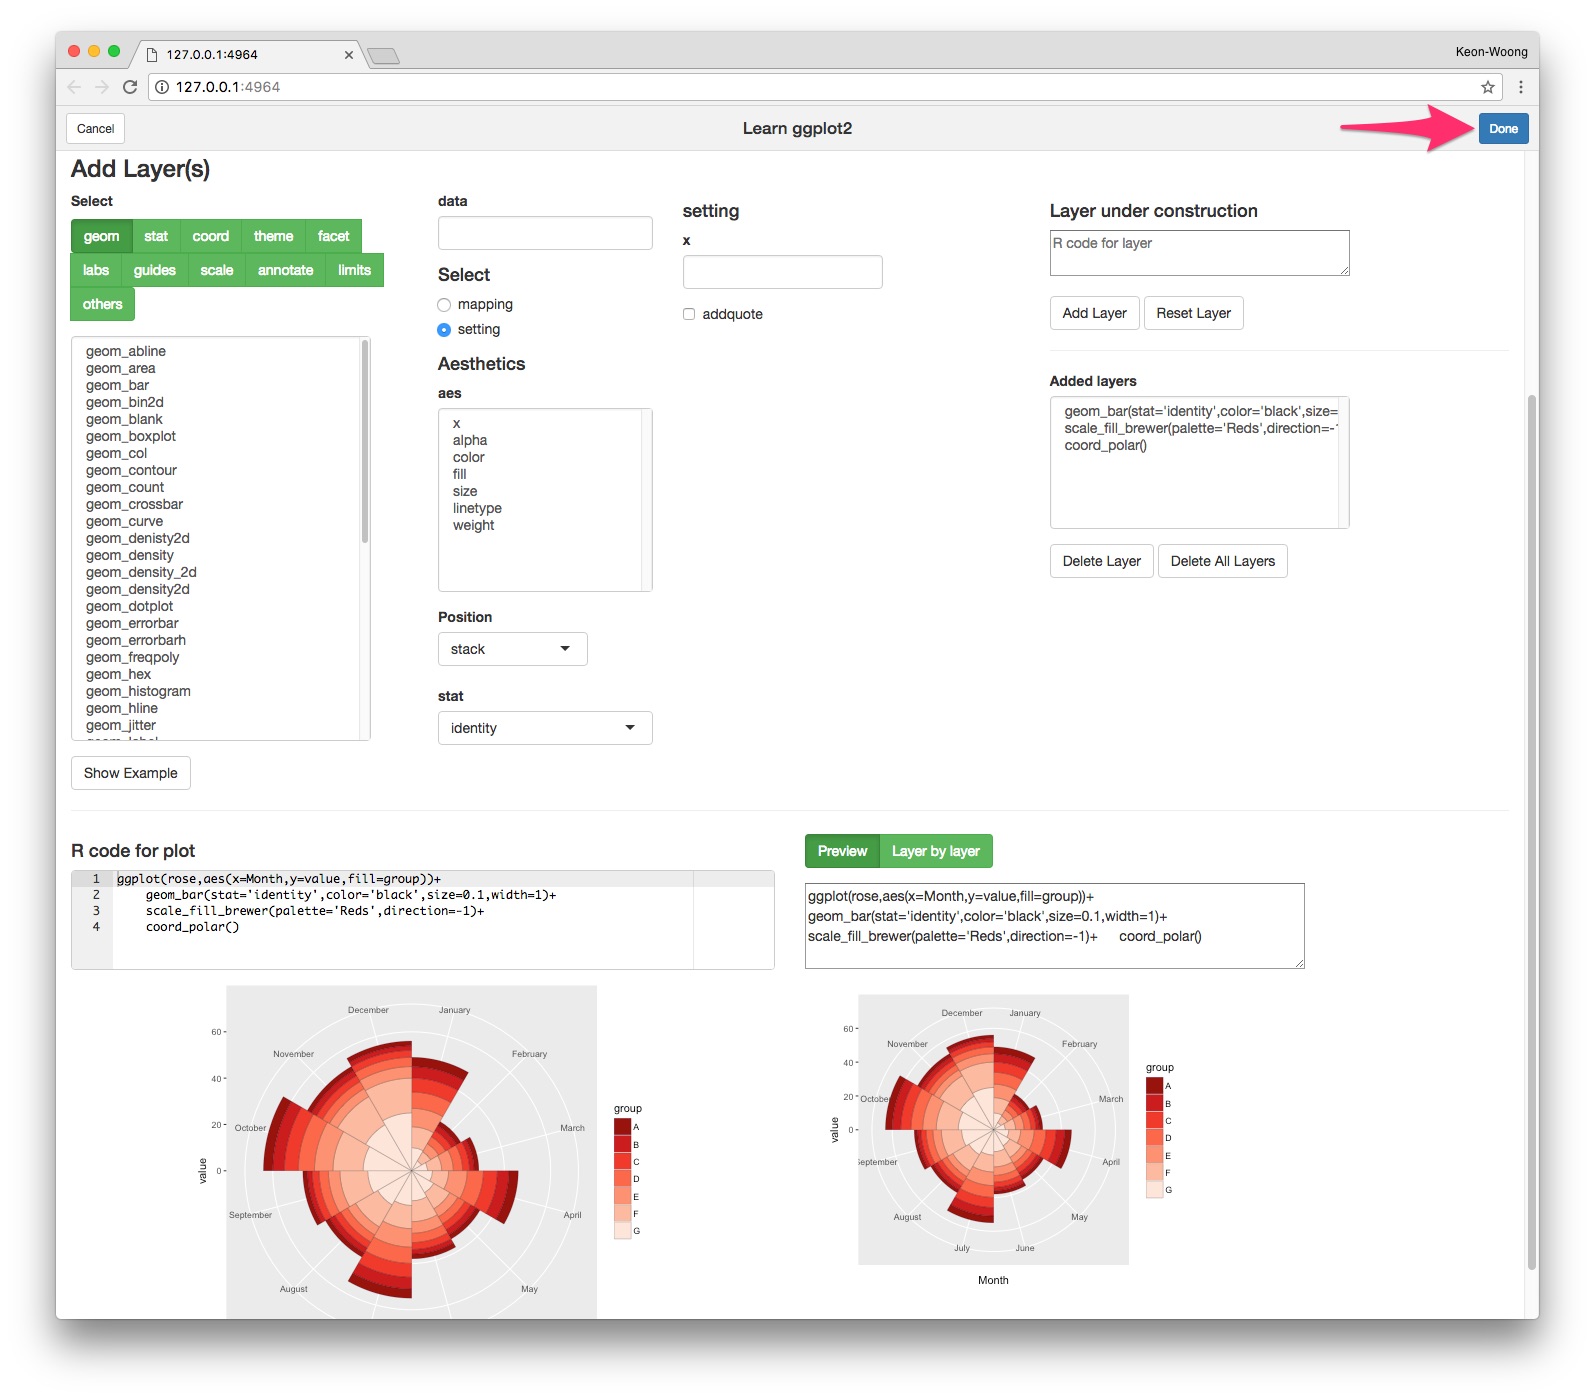 127.0.0.1:4964
Keon-Woong
127.0.0.1:4964
Cancel
Learn ggplot2
Done
Add Layer(s)
Select
geom stat coord theme facet
labs guides scale annotate limits
others
geom_abline
geom_area
geom_bar
geom_bin2d
geom_blank
geom_boxplot
geom_col
geom_contour
geom_count
geom_crossbar
geom_curve
geom_denisty2d
geom_density
geom_density_2d
geom_density2d
geom_dotplot
geom_errorbar
geom_errorbarh
geom_freqpoly
geom_hex
geom_histogram
geom_hline
geom_jitter
Show Example
data
Select
mapping
setting
Aesthetics
aes
x
alpha
color
fill
size
linetype
weight
Position
stack
stat
identity
setting
x
addquote
Layer under construction
R code for layer
Add Layer Reset Layer
Added layers
geom_bar(stat='identity',color='black',size=
scale_fill_brewer(palette='Reds',direction=-1
coord_polar()
Delete Layer Delete All Layers
R code for plot
1 ggplot(rose,aes(x=Month,y=value,fill=group))+
2 geom_bar(stat='identity',color='black',size=0.1,width=1)+
3 scale_fill_brewer(palette='Reds',direction=-1)+
4 coord_polar()
Preview Layer by layer
ggplot(rose,aes(x=Month,y=value,fill=group))+
geom_bar(stat='identity',color='black',size=0.1,width=1)+
scale_fill_brewer(palette='Reds',direction=-1)+ coord_polar()
December January
60
November February
40
20
October March
0
value
September April
August May
group
A
B
C
D
E
F
G
December January
60
November February
40
20
October March
0
value
September April
August May
July June
Month
group
A
B
C
D
E
F
G